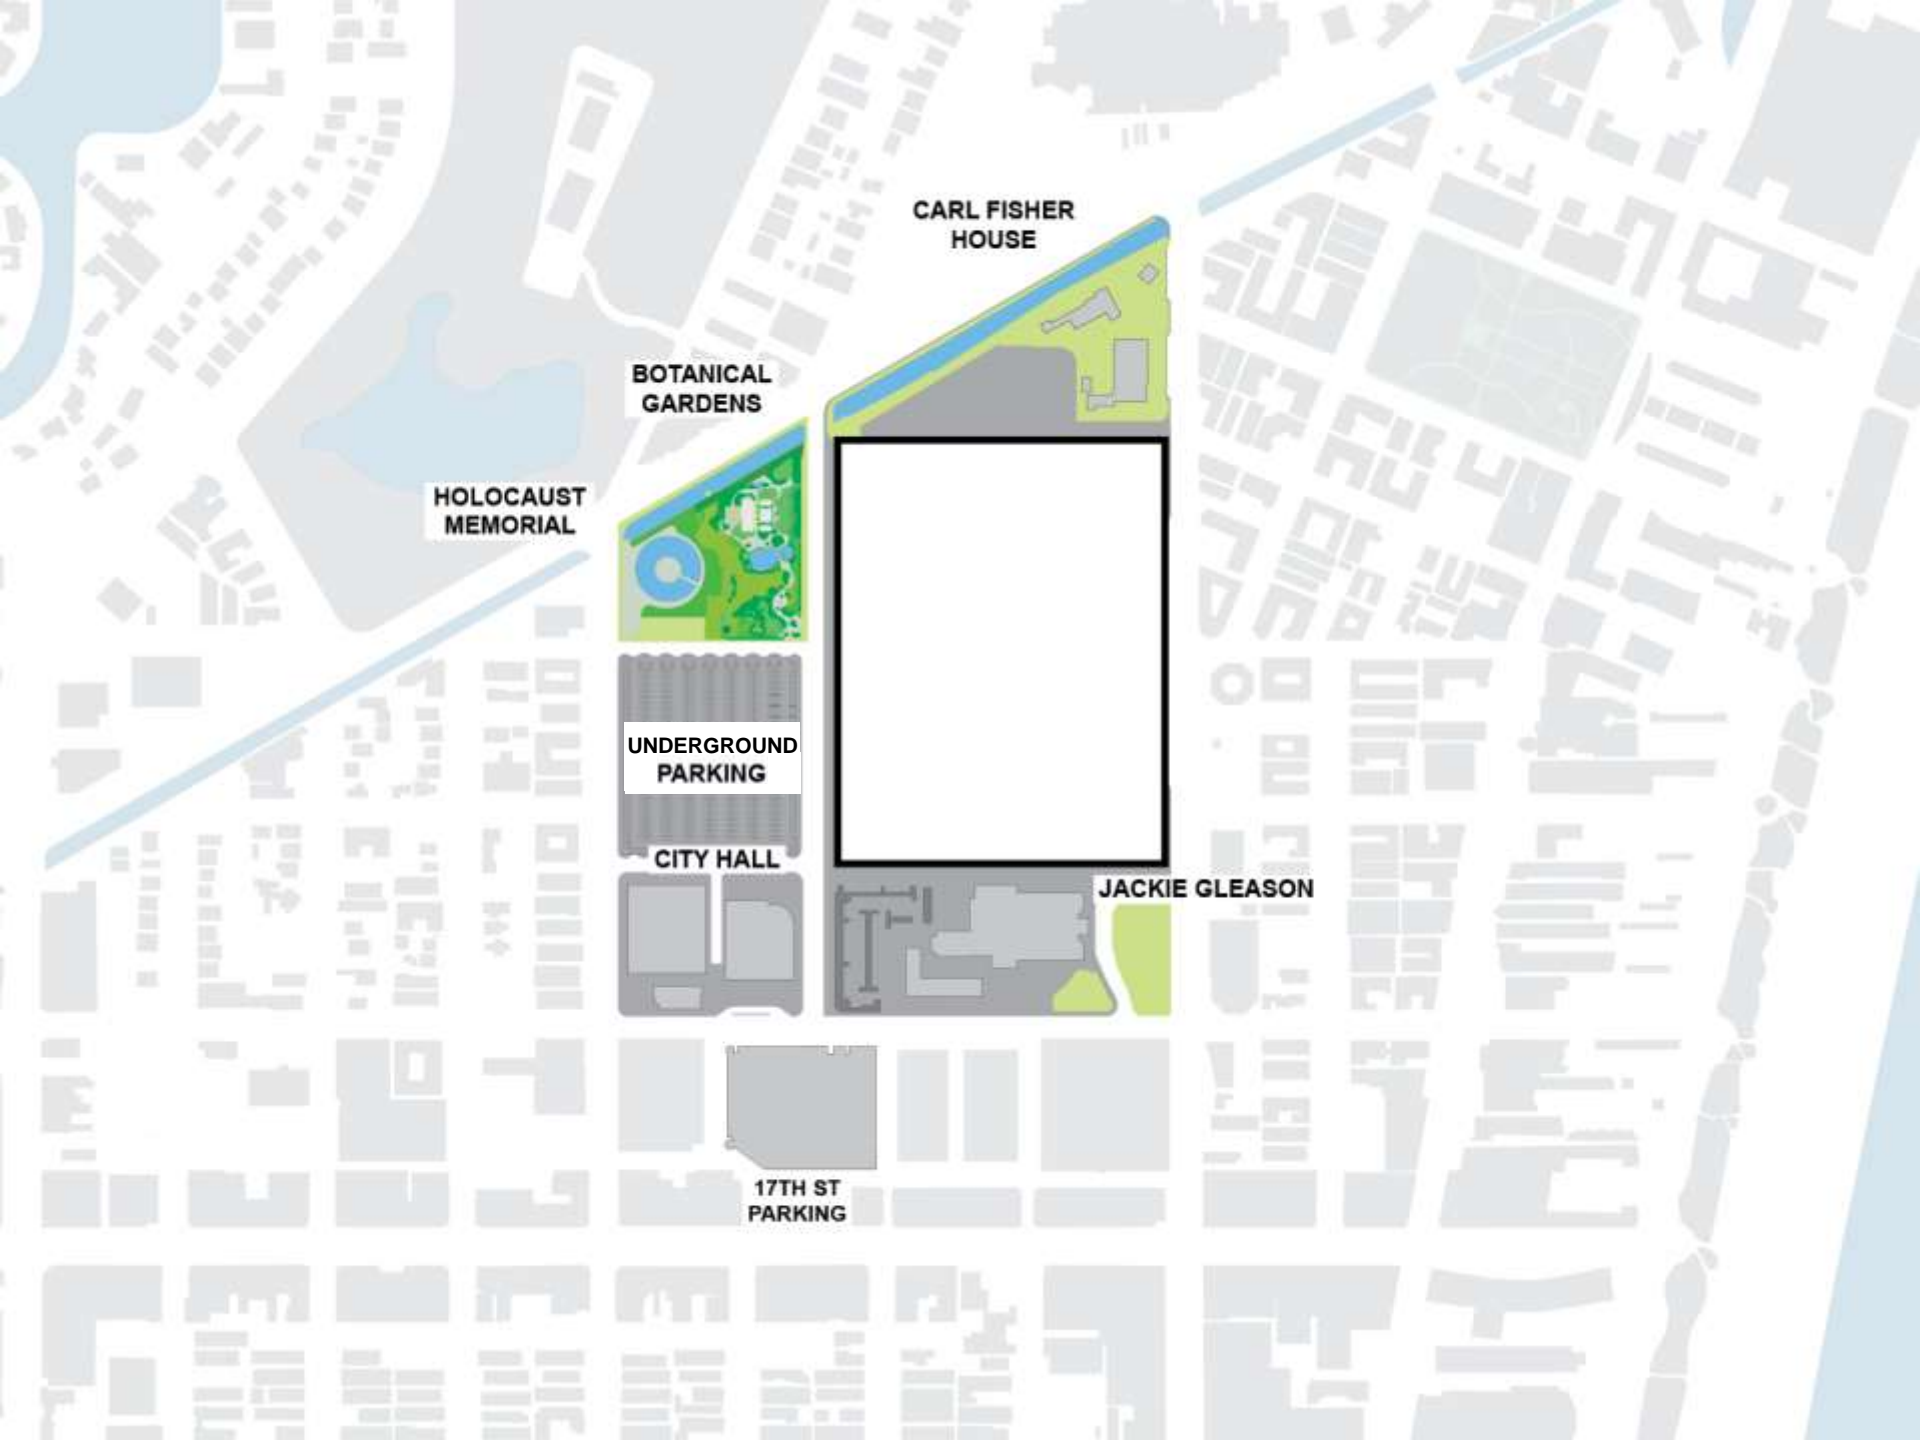 CARL FISHER
HOUSE
BOTANICAL
GARDENS
HOLOCAUST
MEMORIAL
UNDERGROUND
PARKING
CITY HALL
JACKIE GLEASON
17TH ST
PARKING